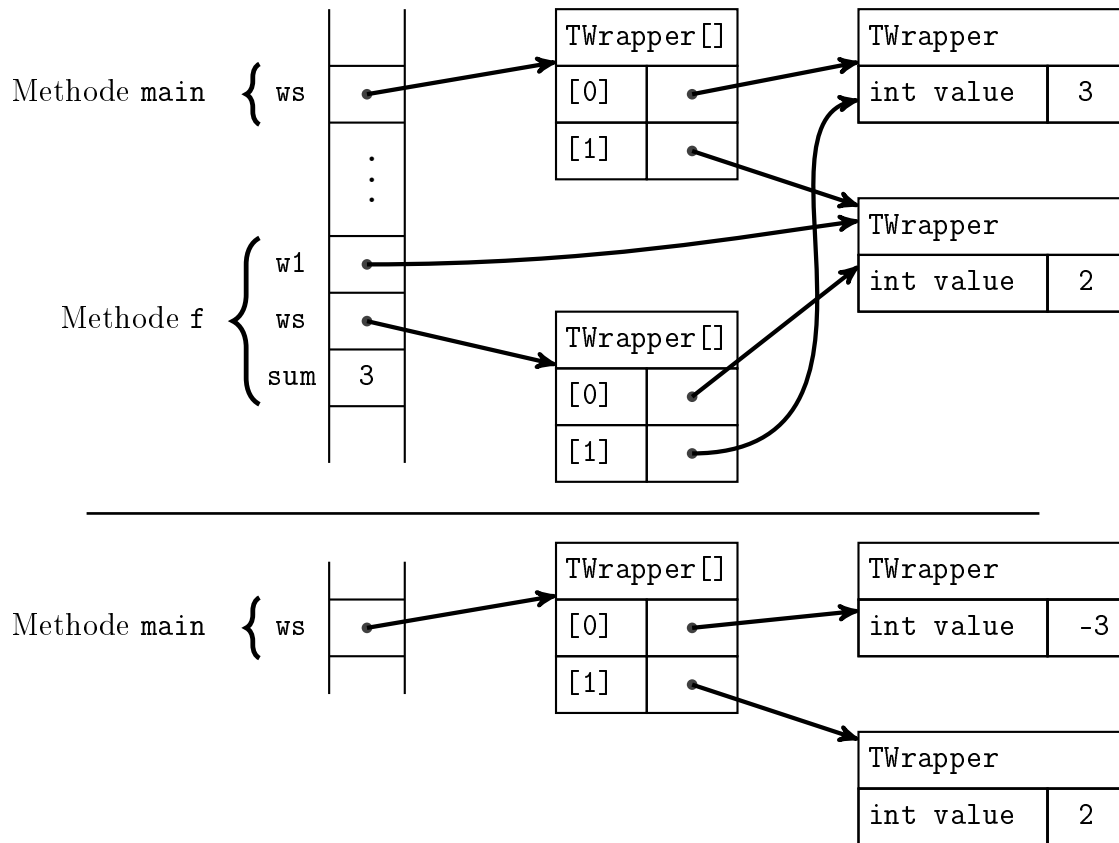 TWrapper[] TWrapper
Methode main ws [0] int value 3
[1]
TWrapper
w1
int value 2
Methode f ws
TWrapper[]
sum 3
[0]
[1]
TWrapper[] TWrapper
Methode main ws [0] int value -3
[1]
TWrapper
int value 2